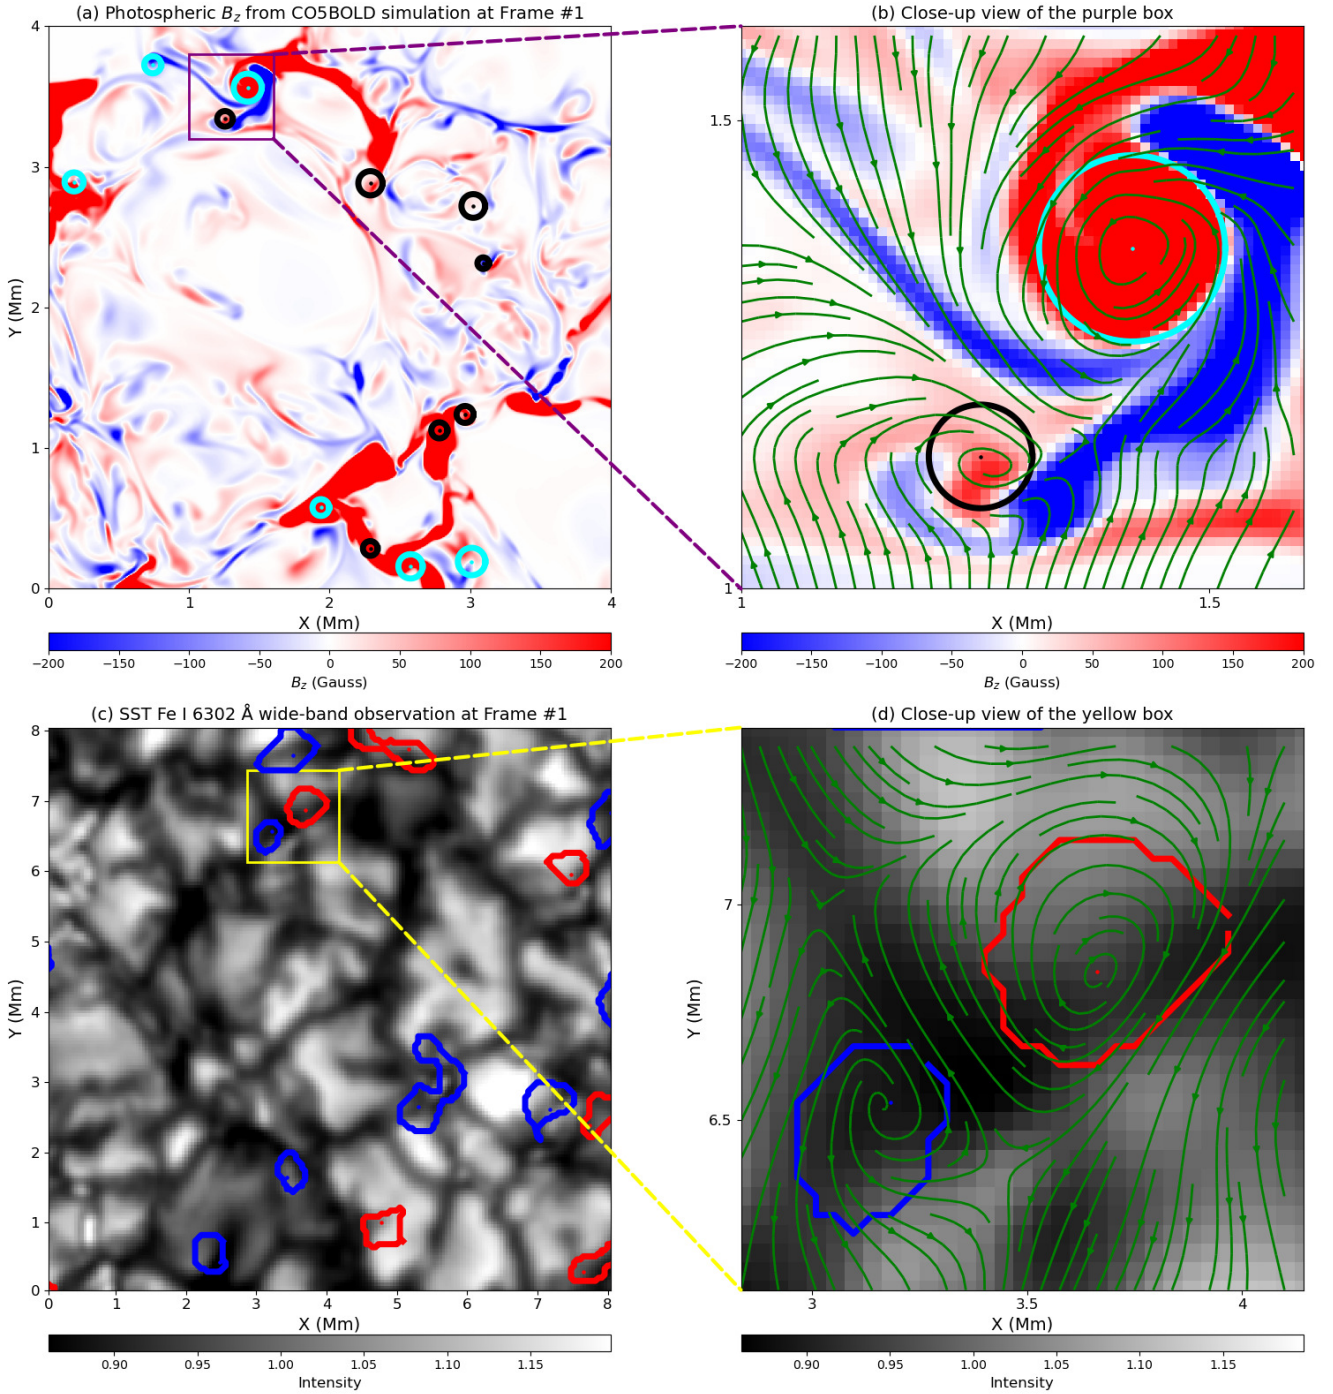 (a) Photospheric B_z from CO5BOLD simulation at Frame #1
4
3
2
1
0
Y (Mm)
0 1 2 3 4
X (Mm)
−200 −150 −100 −50 0 50 100 150 200
B_z (Gauss)
(b) Close-up view of the purple box
1.5
1
1 1.5
X (Mm)
−200 −150 −100 −50 0 50 100 150 200
B_z (Gauss)
(c) SST Fe I 6302 Å wide-band observation at Frame #1
8
7
6
5
4
3
2
1
0
Y (Mm)
0 1 2 3 4 5 6 7 8
X (Mm)
0.90 0.95 1.00 1.05 1.10 1.15
Intensity
(d) Close-up view of the yellow box
7
6.5
Y (Mm)
3 3.5 4
X (Mm)
0.90 0.95 1.00 1.05 1.10 1.15
Intensity